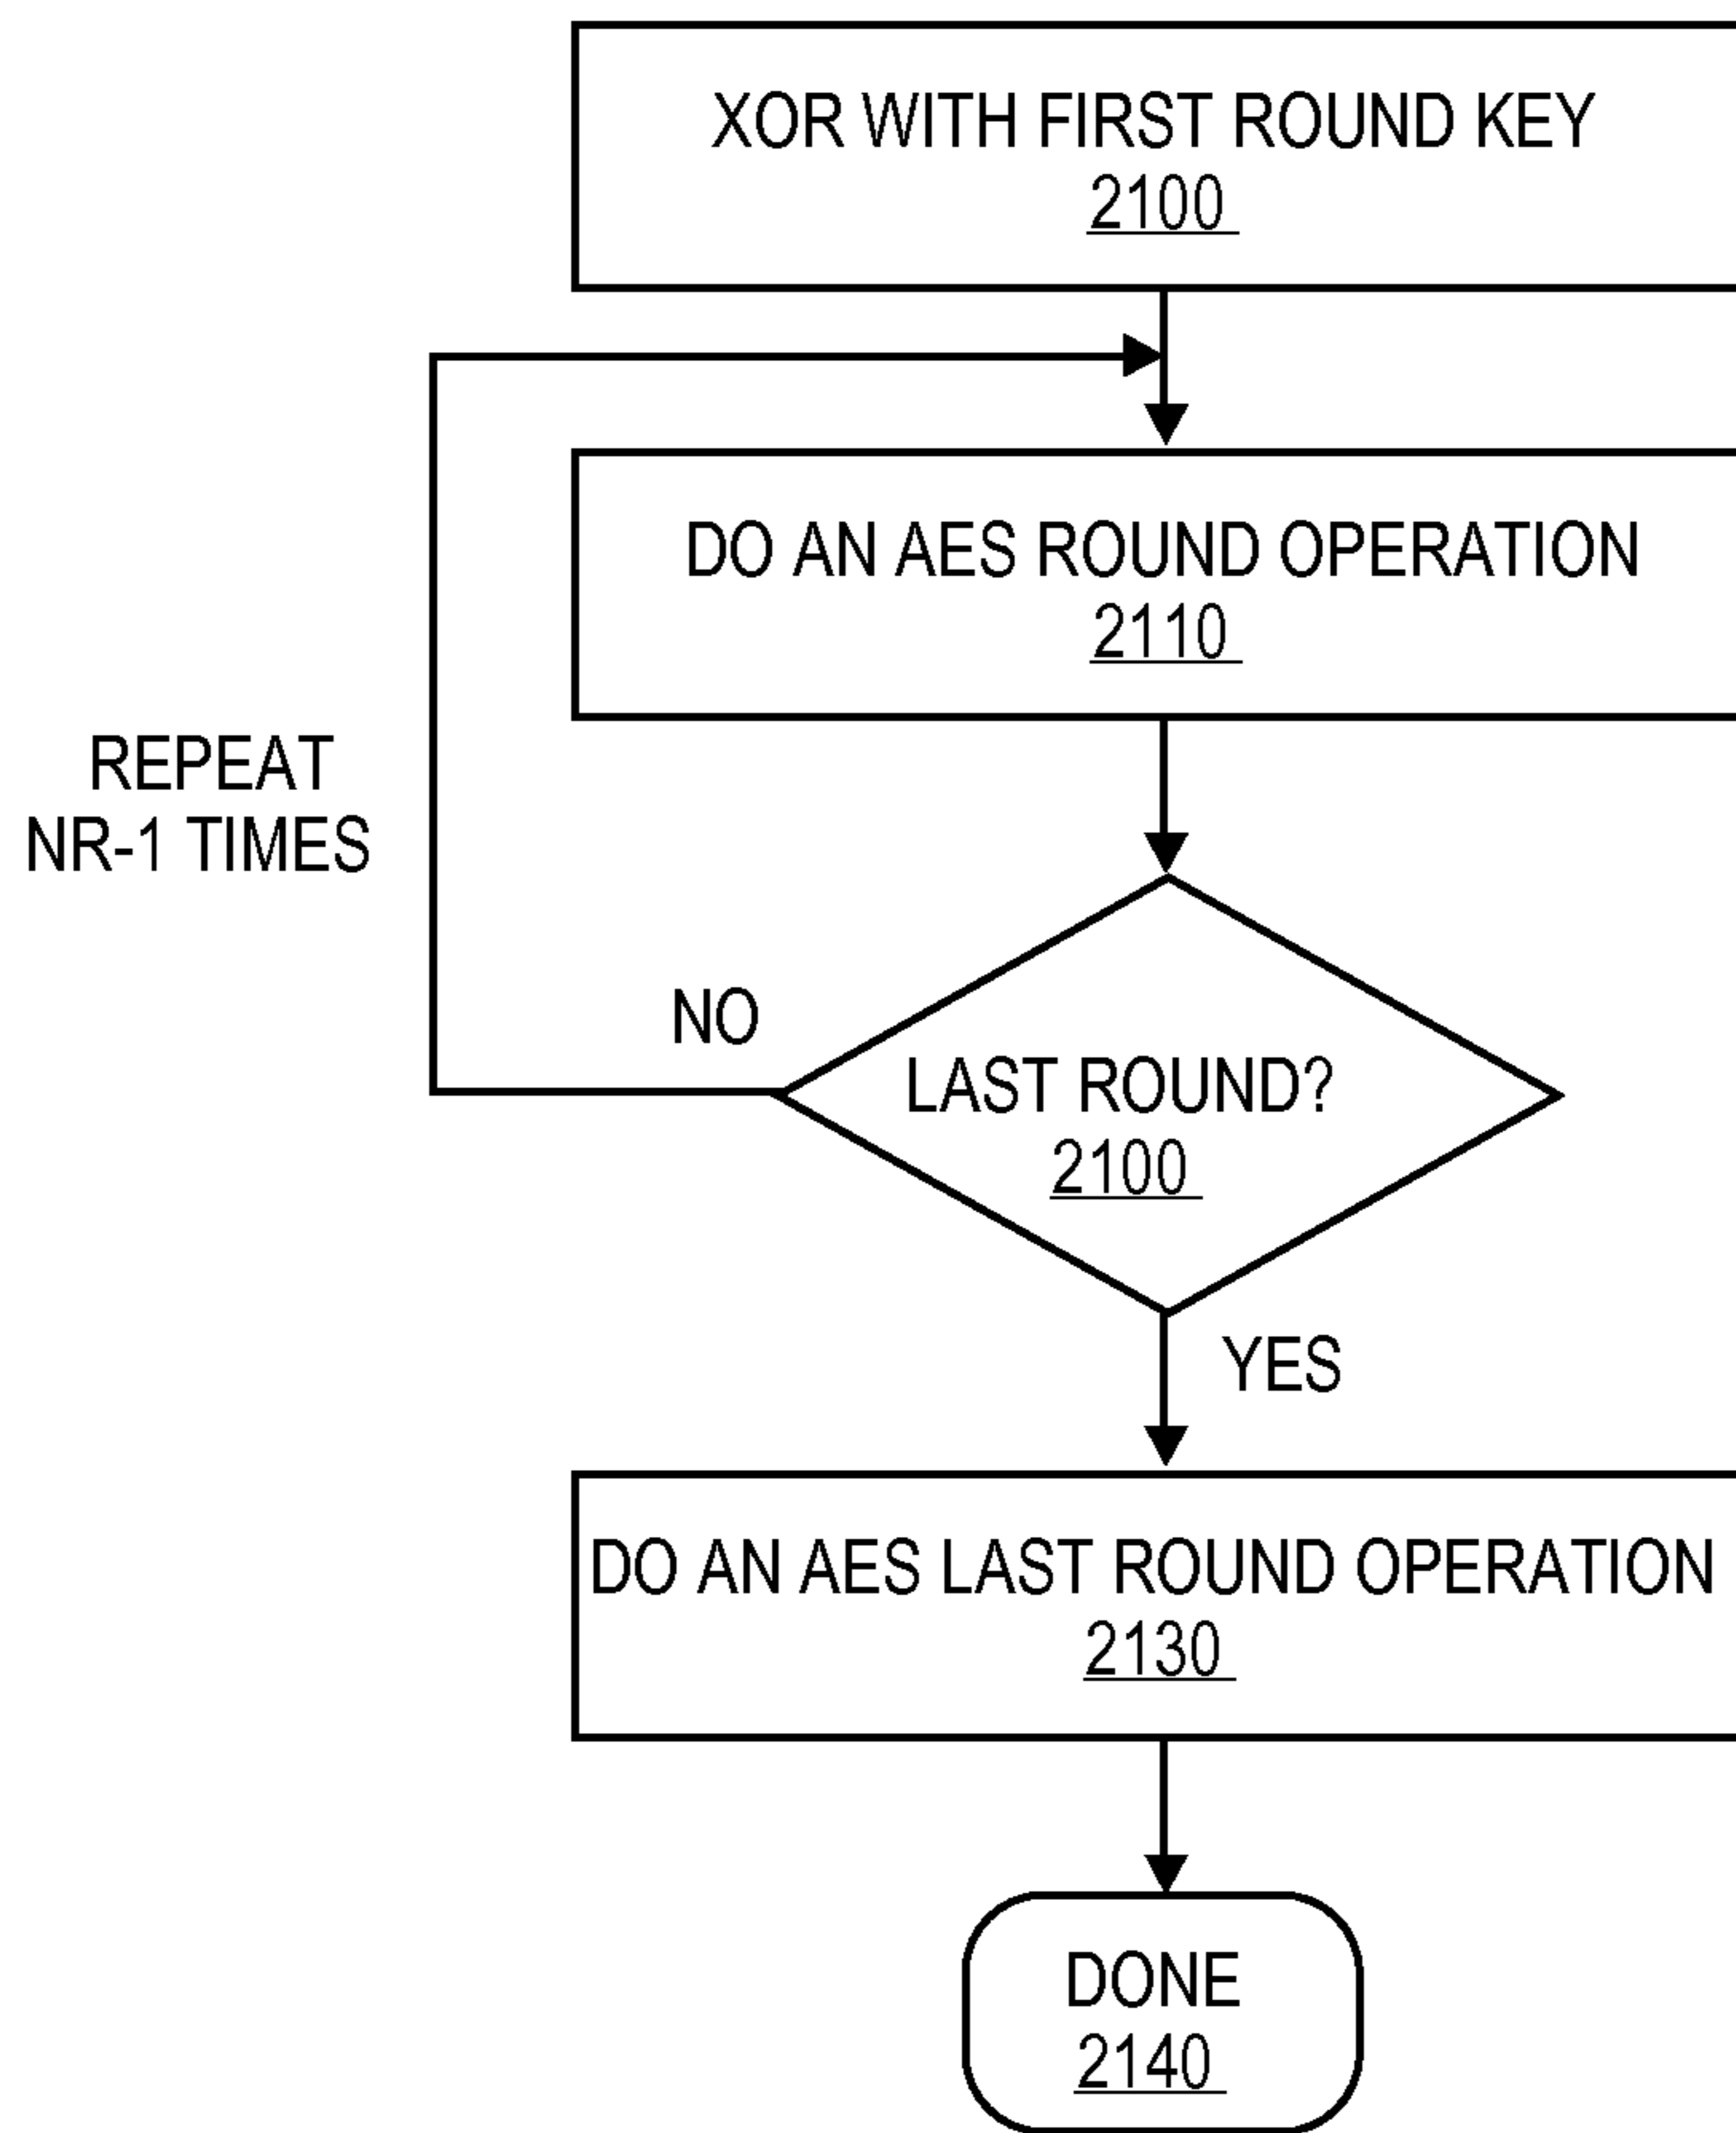 XOR WITH FIRST ROUND KEY
2100
DO AN AES ROUND OPERATION
2110
REPEAT
NR-1 TIMES
NO
LAST ROUND?
2100
YES
DO AN AES LAST ROUND OPERATION
2130
DONE
2140